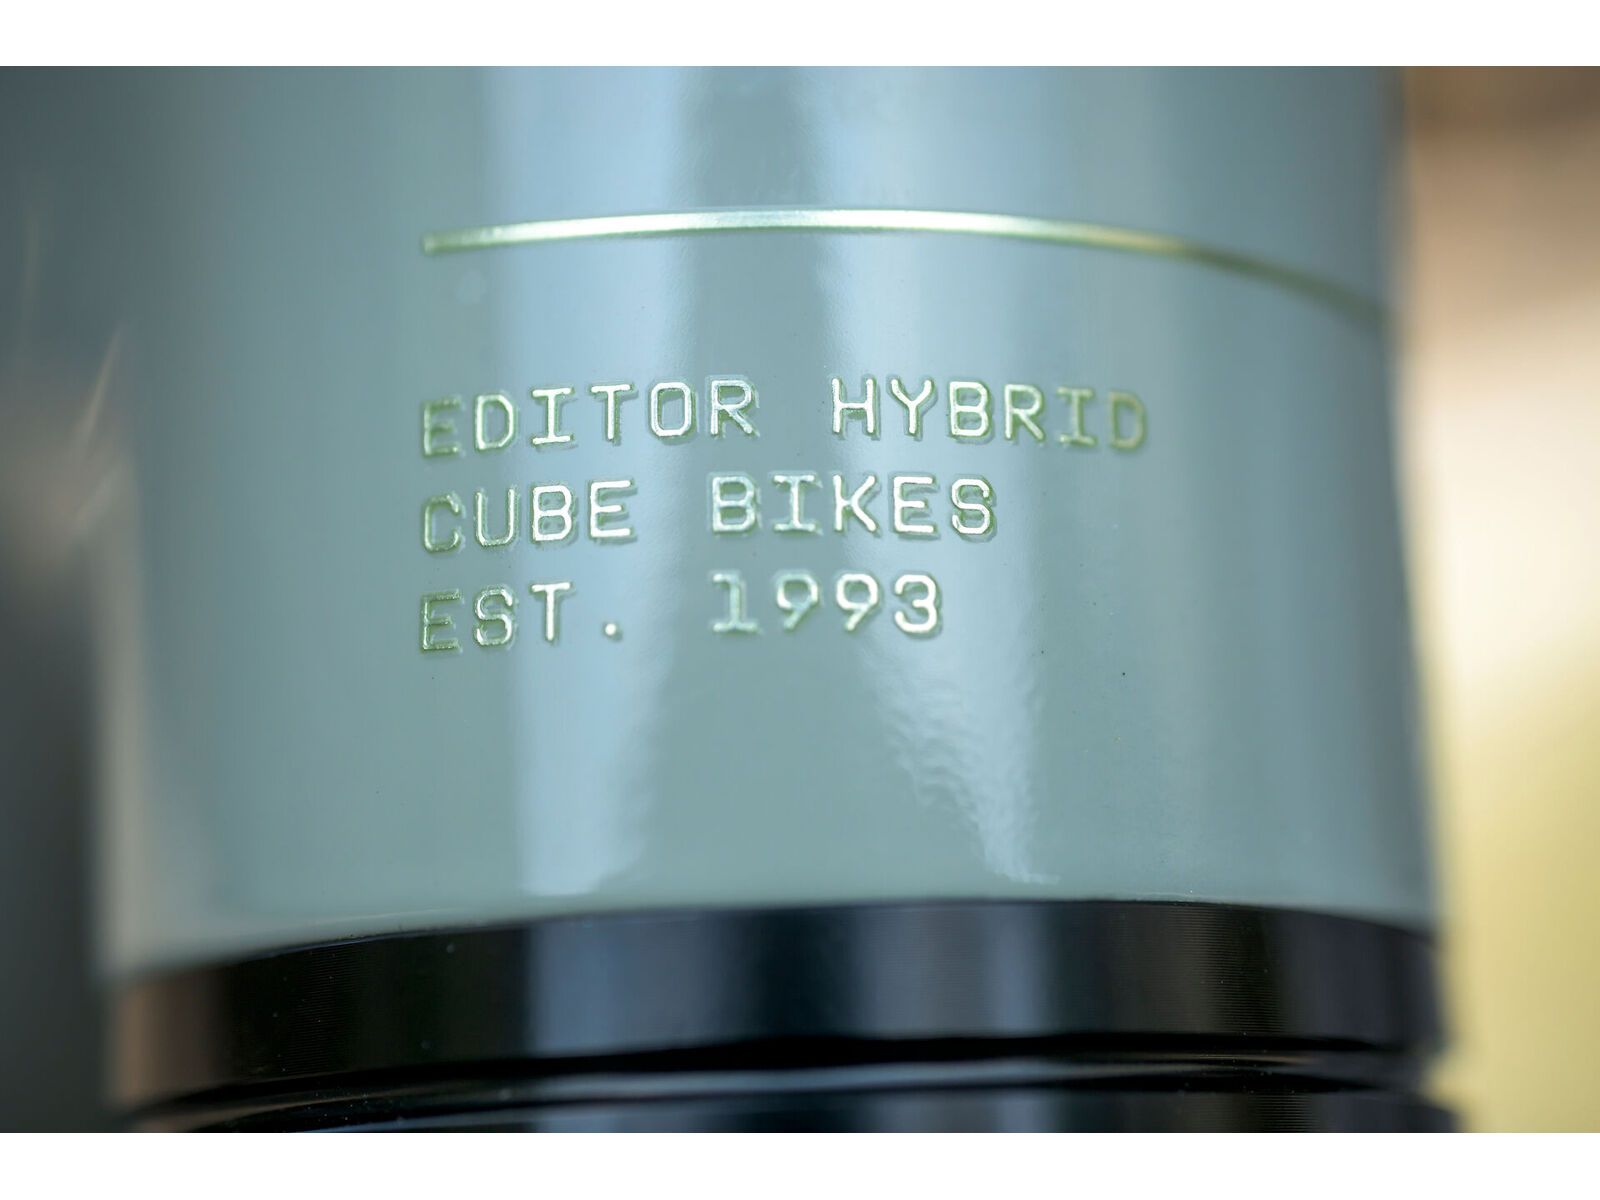 EDITOR HYBRID
CUBE BIKES
EST. 1993